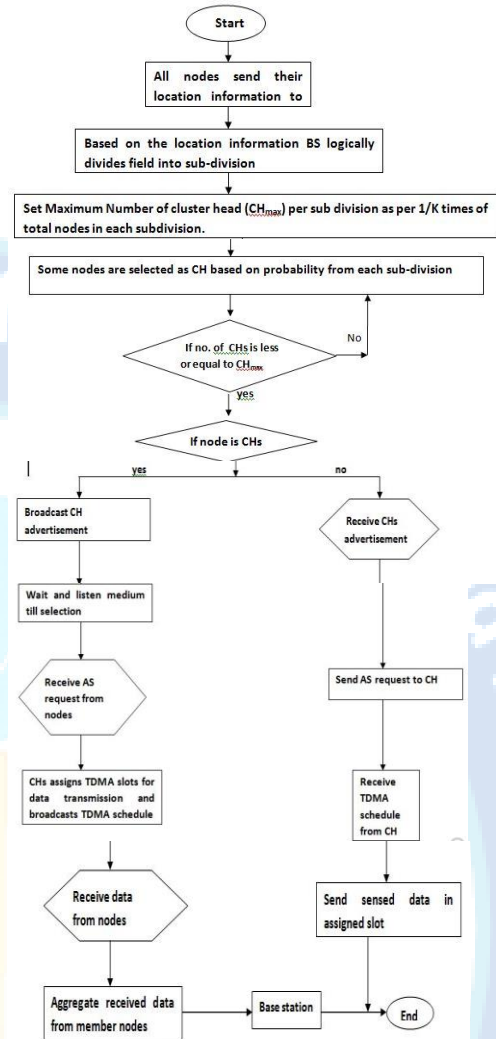 Start
All nodes send their
location information to
Based on the location information BS logically
divides field into sub-division
Set Maximum Number of cluster head (CHmax) per sub division as per 1/K times of
total nodes in each subdivision.
Some nodes are selected as CH based on probability from each sub-division
If no. of CHs is less
or equal to CHmax
No
yes
If node is CHs
yes
no
Broadcast CH
advertisement
Receive CHs
advertisement
Wait and listen medium
till selection
Receive AS
request from
nodes
Send AS request to CH
CHs assigns TDMA slots for
data transmission and
broadcasts TDMA schedule
Receive
TDMA
schedule
from CH
Receive data
from nodes
Send sensed data in
assigned slot
Aggregate received data
from member nodes
Base station
End